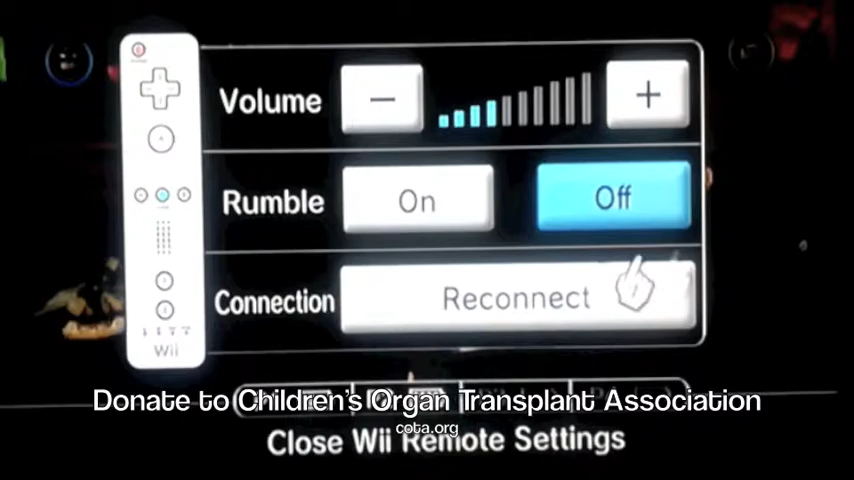 Volume
−
+
Rumble
On
Off
Connection
Reconnect
Wii
Donate to Children's Organ Transplant Association
cota.org
Close Wii Remote Settings